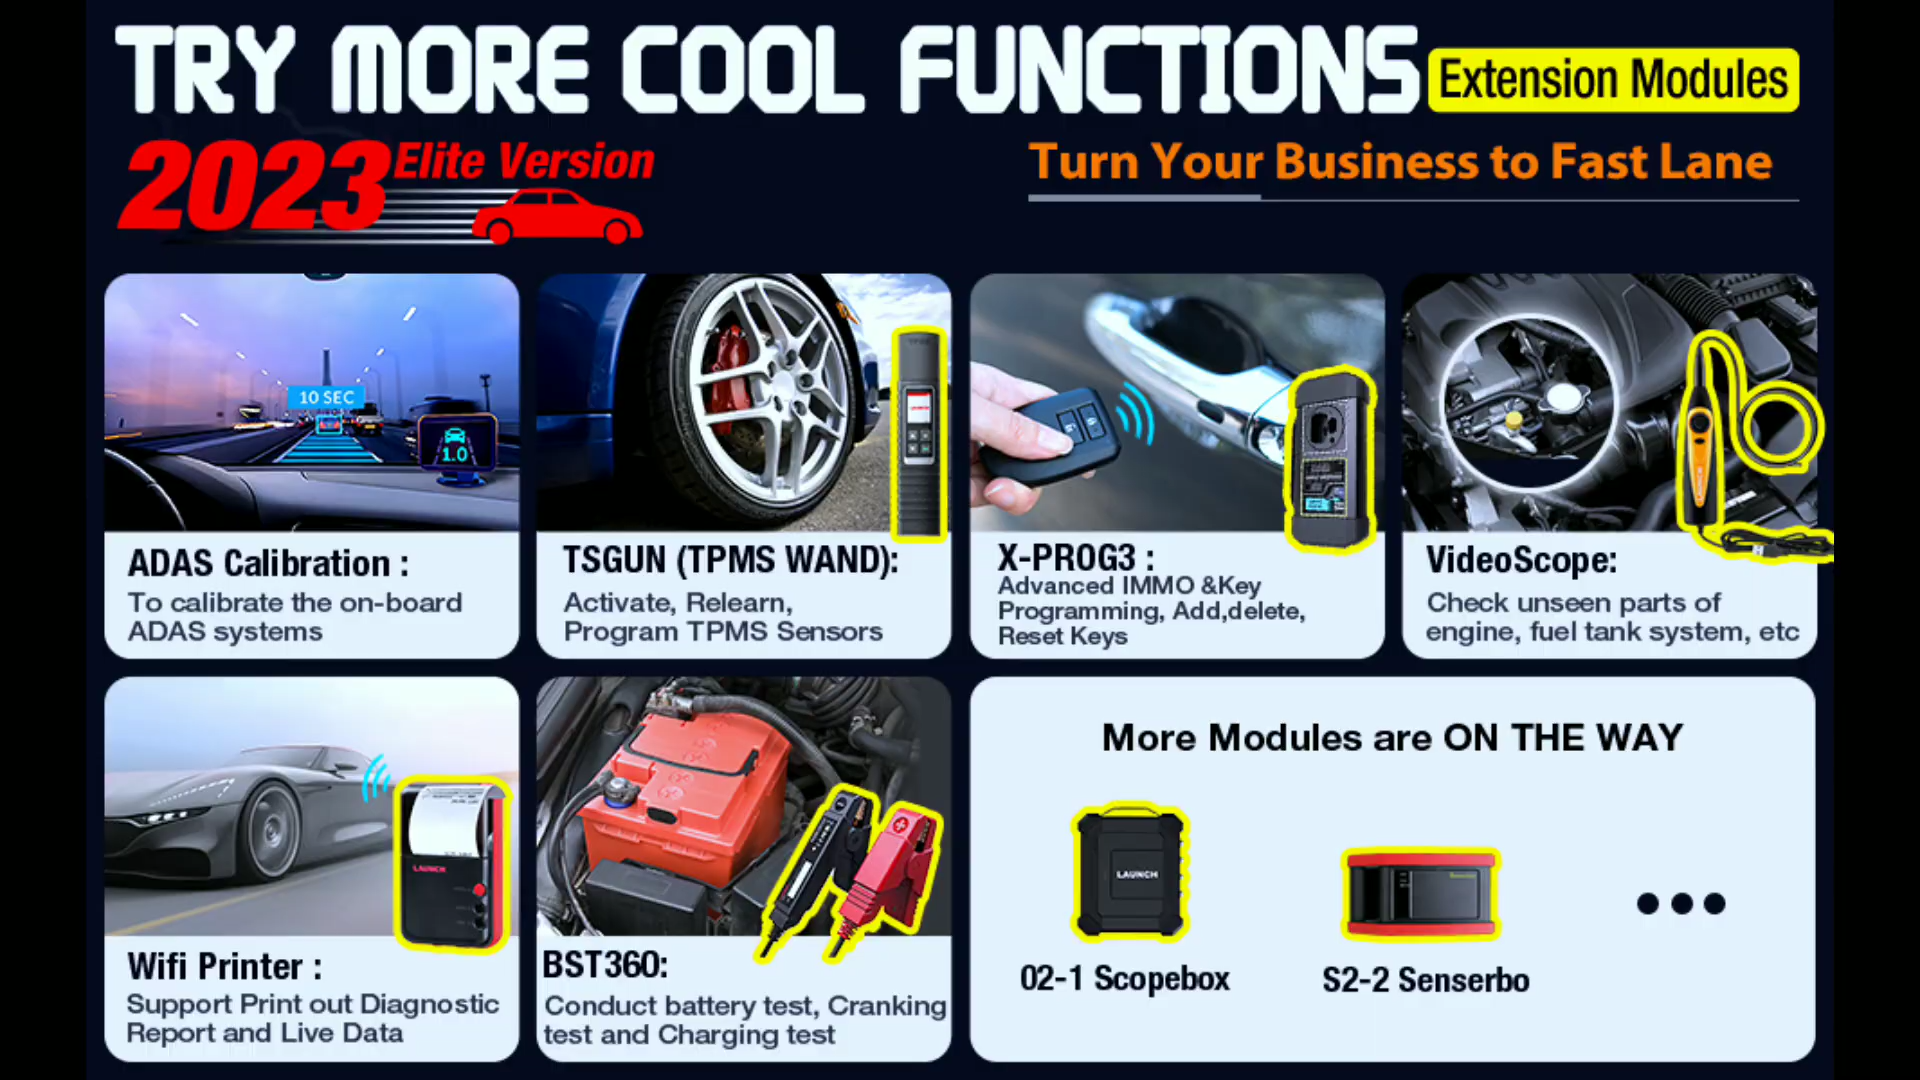 TRY MORE COOL FUNCTIONS
Extension Modules
2023 Elite Version
Turn Your Business to Fast Lane
10 SEC
1.0
ADAS Calibration :
To calibrate the on-board
ADAS systems
TSGUN (TPMS WAND):
Activate, Relearn,
Program TPMS Sensors
X-PROG3 :
Advanced IMMO &Key
Programming, Add,delete,
Reset Keys
VideoScope:
Check unseen parts of
engine, fuel tank system, etc
LAUNCH
Wifi Printer :
Support Print out Diagnostic
Report and Live Data
BST360:
Conduct battery test, Cranking
test and Charging test
More Modules are ON THE WAY
LAUNCH
02-1 Scopebox
S2-2 Senserbo